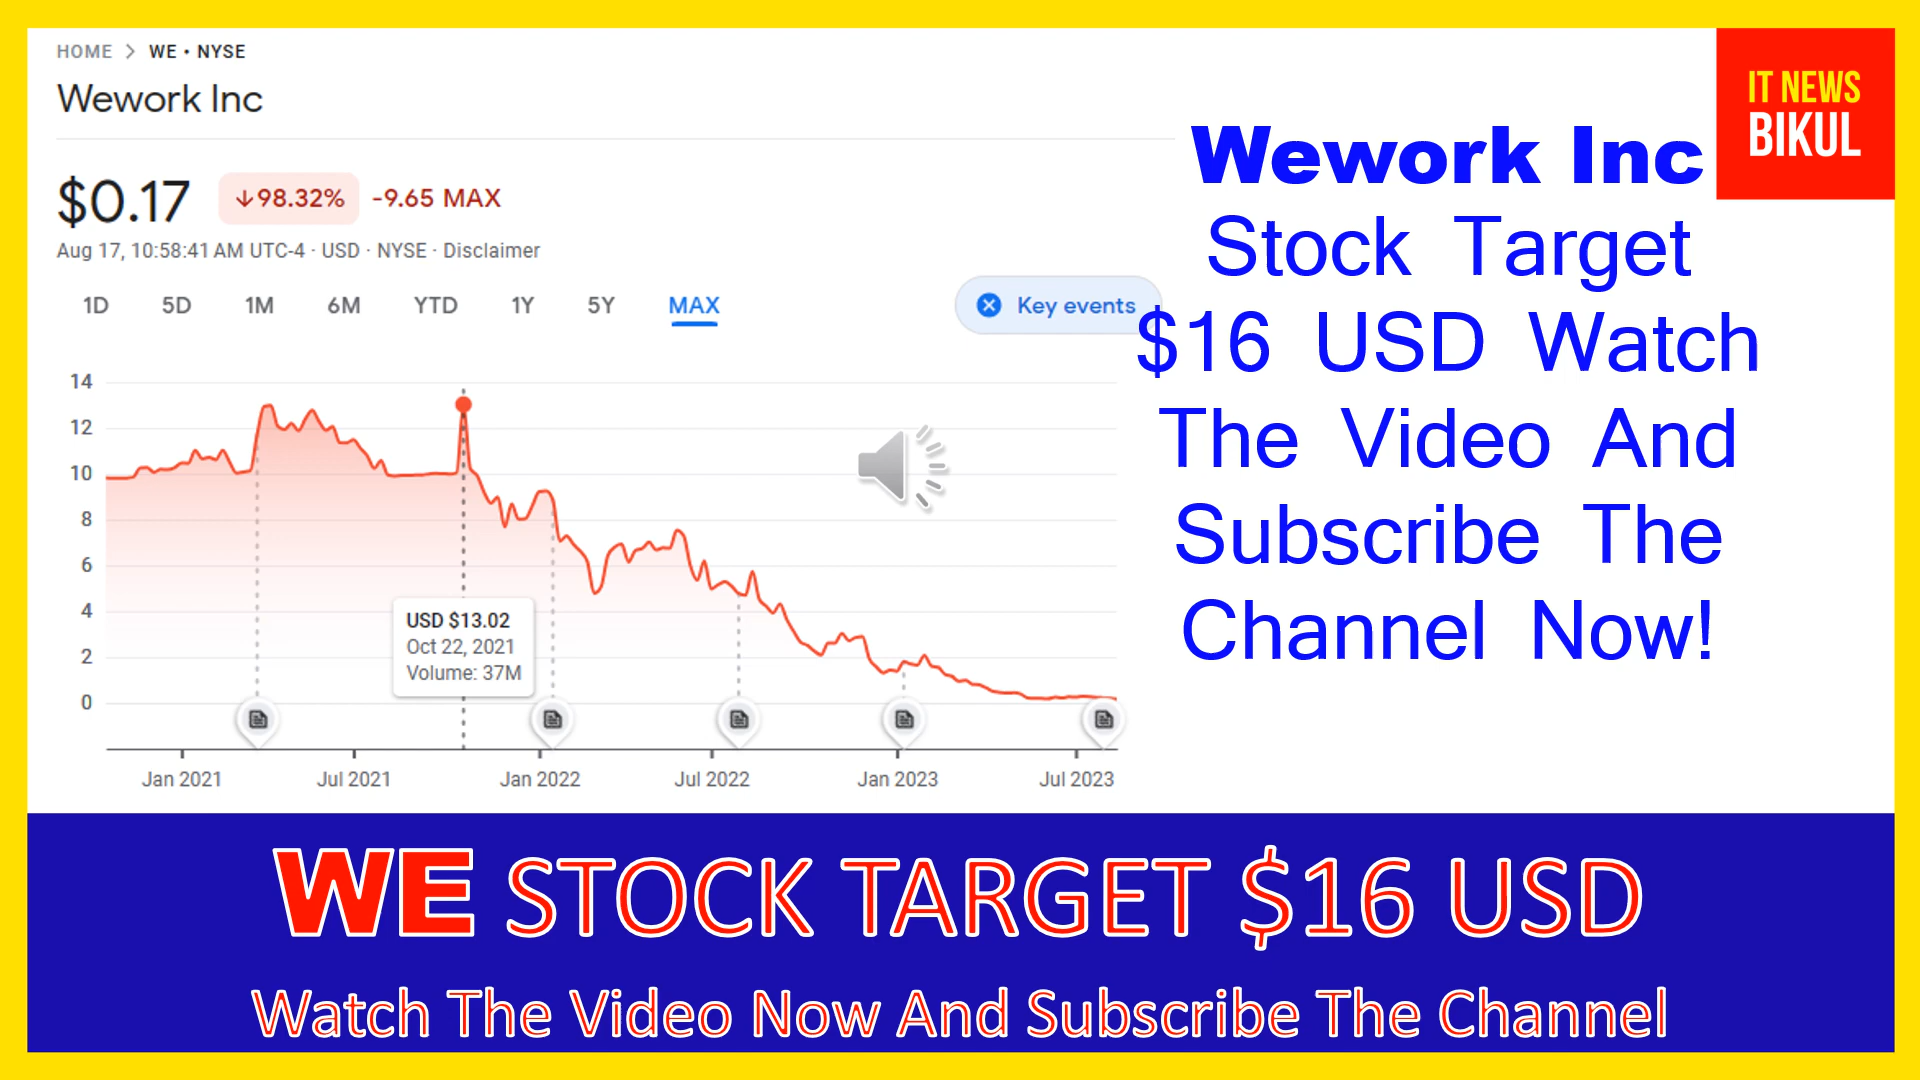 HOME > WE • NYSE
Wework Inc
$0.17 ↓98.32% -9.65 MAX
Aug 17, 10:58:41 AM UTC-4 · USD · NYSE · Disclaimer
1D 5D 1M 6M YTD 1Y 5Y MAX
Key events
14
12
10
8
6
4
2
0
USD $13.02
Oct 22, 2021
Volume: 37M
Jan 2021 Jul 2021 Jan 2022 Jul 2022 Jan 2023 Jul 2023
IT NEWS
BIKUL
Wework Inc
Stock Target
$16 USD Watch
The Video And
Subscribe The
Channel Now!
WE STOCK TARGET $16 USD
Watch The Video Now And Subscribe The Channel